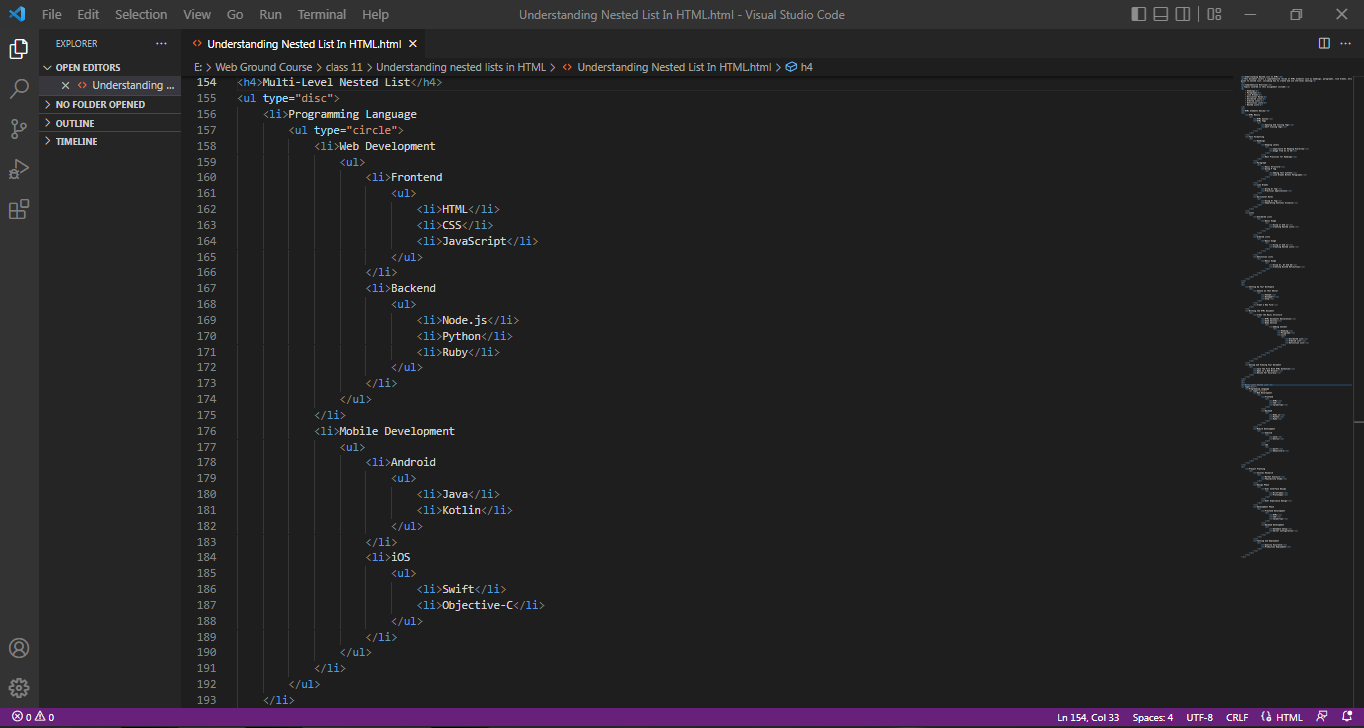 File Edit Selection View Go Run Terminal Help Understanding Nested List In HTML.html - Visual Studio Code
EXPLORER ··· <> Understanding Nested List In HTML.html × ···
OPEN EDITORS
× <> Understanding ...
NO FOLDER OPENED
OUTLINE
TIMELINE
E: > Web Ground Course > class 11 > Understanding nested lists in HTML > <> Understanding Nested List In HTML.html > h4
154 <h4>Multi-Level Nested List</h4>
155 <ul type="disc">
156 <li>Programming Language
157 <ul type="circle">
158 <li>Web Development
159 <ul>
160 <li>Frontend
161 <ul>
162 <li>HTML</li>
163 <li>CSS</li>
164 <li>JavaScript</li>
165 </ul>
166 </li>
167 <li>Backend
168 <ul>
169 <li>Node.js</li>
170 <li>Python</li>
171 <li>Ruby</li>
172 </ul>
173 </li>
174 </ul>
175 </li>
176 <li>Mobile Development
177 <ul>
178 <li>Android
179 <ul>
180 <li>Java</li>
181 <li>Kotlin</li>
182 </ul>
183 </li>
184 <li>iOS
185 <ul>
186 <li>Swift</li>
187 <li>Objective-C</li>
188 </ul>
189 </li>
190 </ul>
191 </li>
192 </ul>
193 </li>
0 0 Ln 154, Col 33 Spaces: 4 UTF-8 CRLF HTML